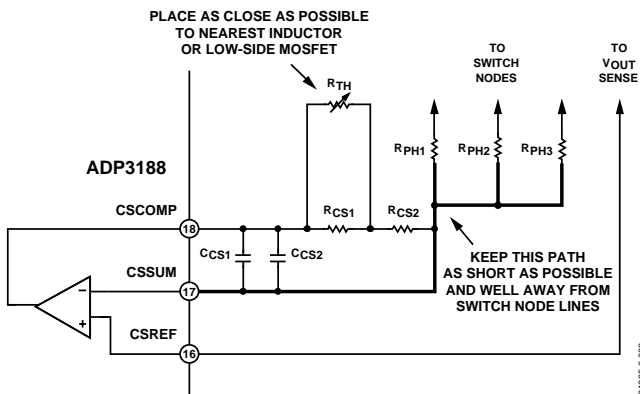 PLACE AS CLOSE AS POSSIBLE
TO NEAREST INDUCTOR
OR LOW-SIDE MOSFET
TO
SWITCH
NODES
TO
VOUT
SENSE
RTH
RPH1
RPH2
RPH3
ADP3188
CSCOMP
18
RCS1
RCS2
CCS1
CCS2
KEEP THIS PATH
AS SHORT AS POSSIBLE
AND WELL AWAY FROM
SWITCH NODE LINES
CSSUM
17
–
+
CSREF
16